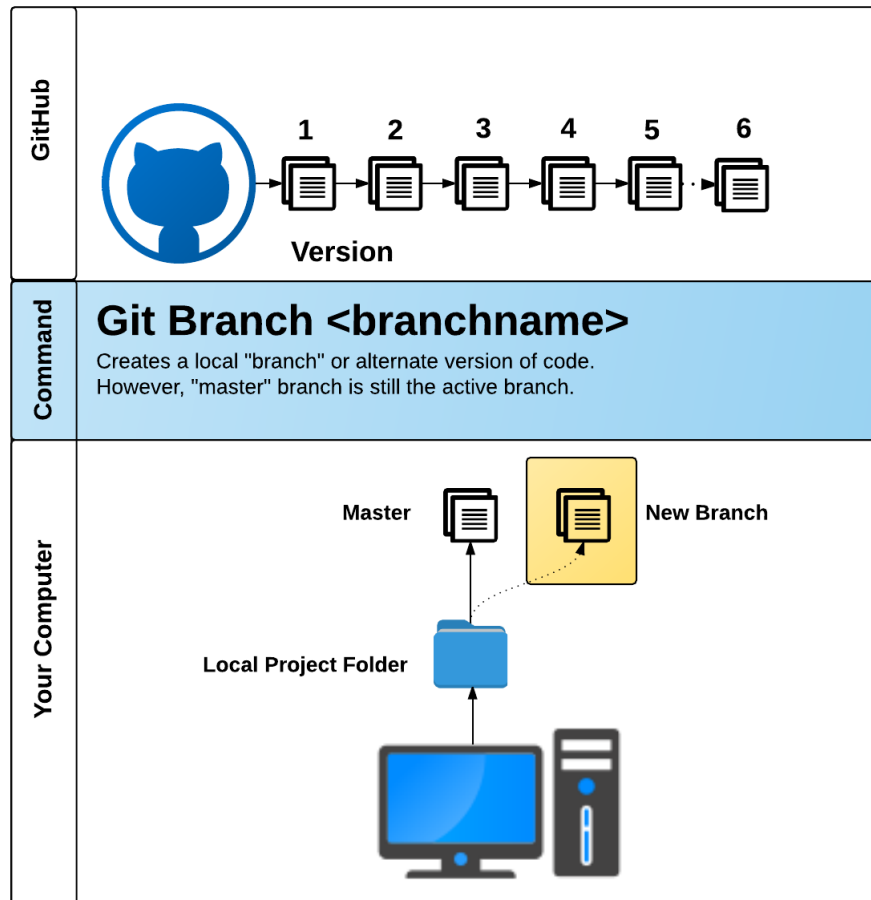 GitHub
1 2 3 4 5 6
Version
Command
Git Branch <branchname>
Creates a local "branch" or alternate version of code.
However, "master" branch is still the active branch.
Your Computer
Master
New Branch
Local Project Folder